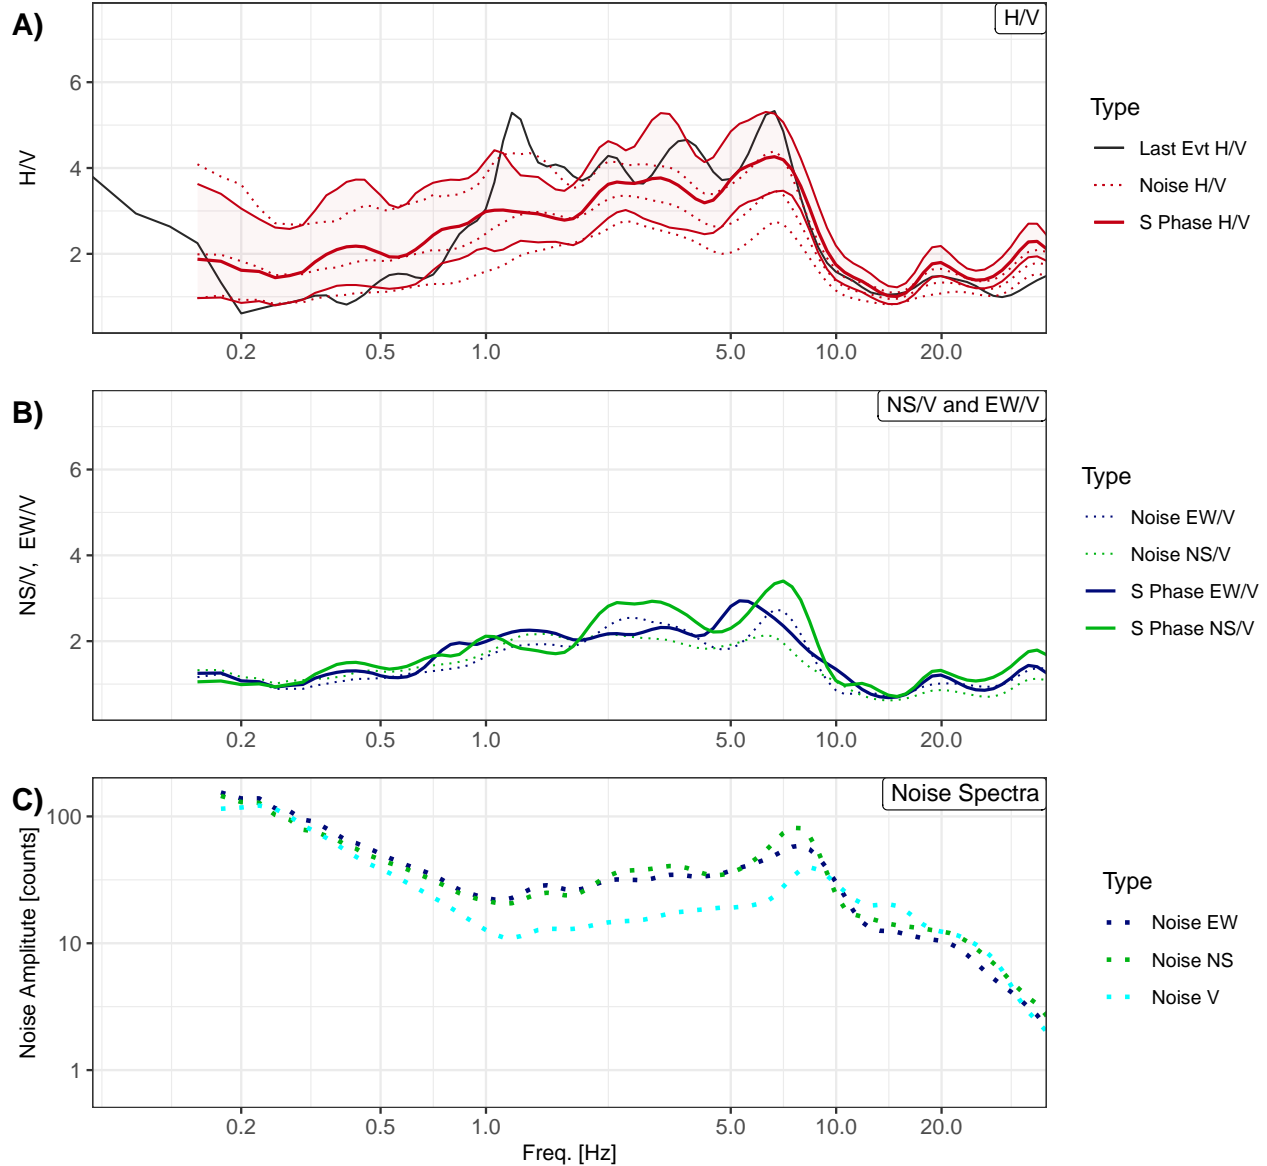 A)
H/V
6
4
2
H/V
0.2 0.5 1.0 5.0 10.0 20.0
Type
Last Evt H/V
Noise H/V
S Phase H/V
B)
NS/V and EW/V
6
4
2
NS/V, EW/V
0.2 0.5 1.0 5.0 10.0 20.0
Type
Noise EW/V
Noise NS/V
S Phase EW/V
S Phase NS/V
C)
Noise Spectra
100
10
1
Noise Amplitute [counts]
0.2 0.5 1.0 5.0 10.0 20.0
Freq. [Hz]
Type
Noise EW
Noise NS
Noise V